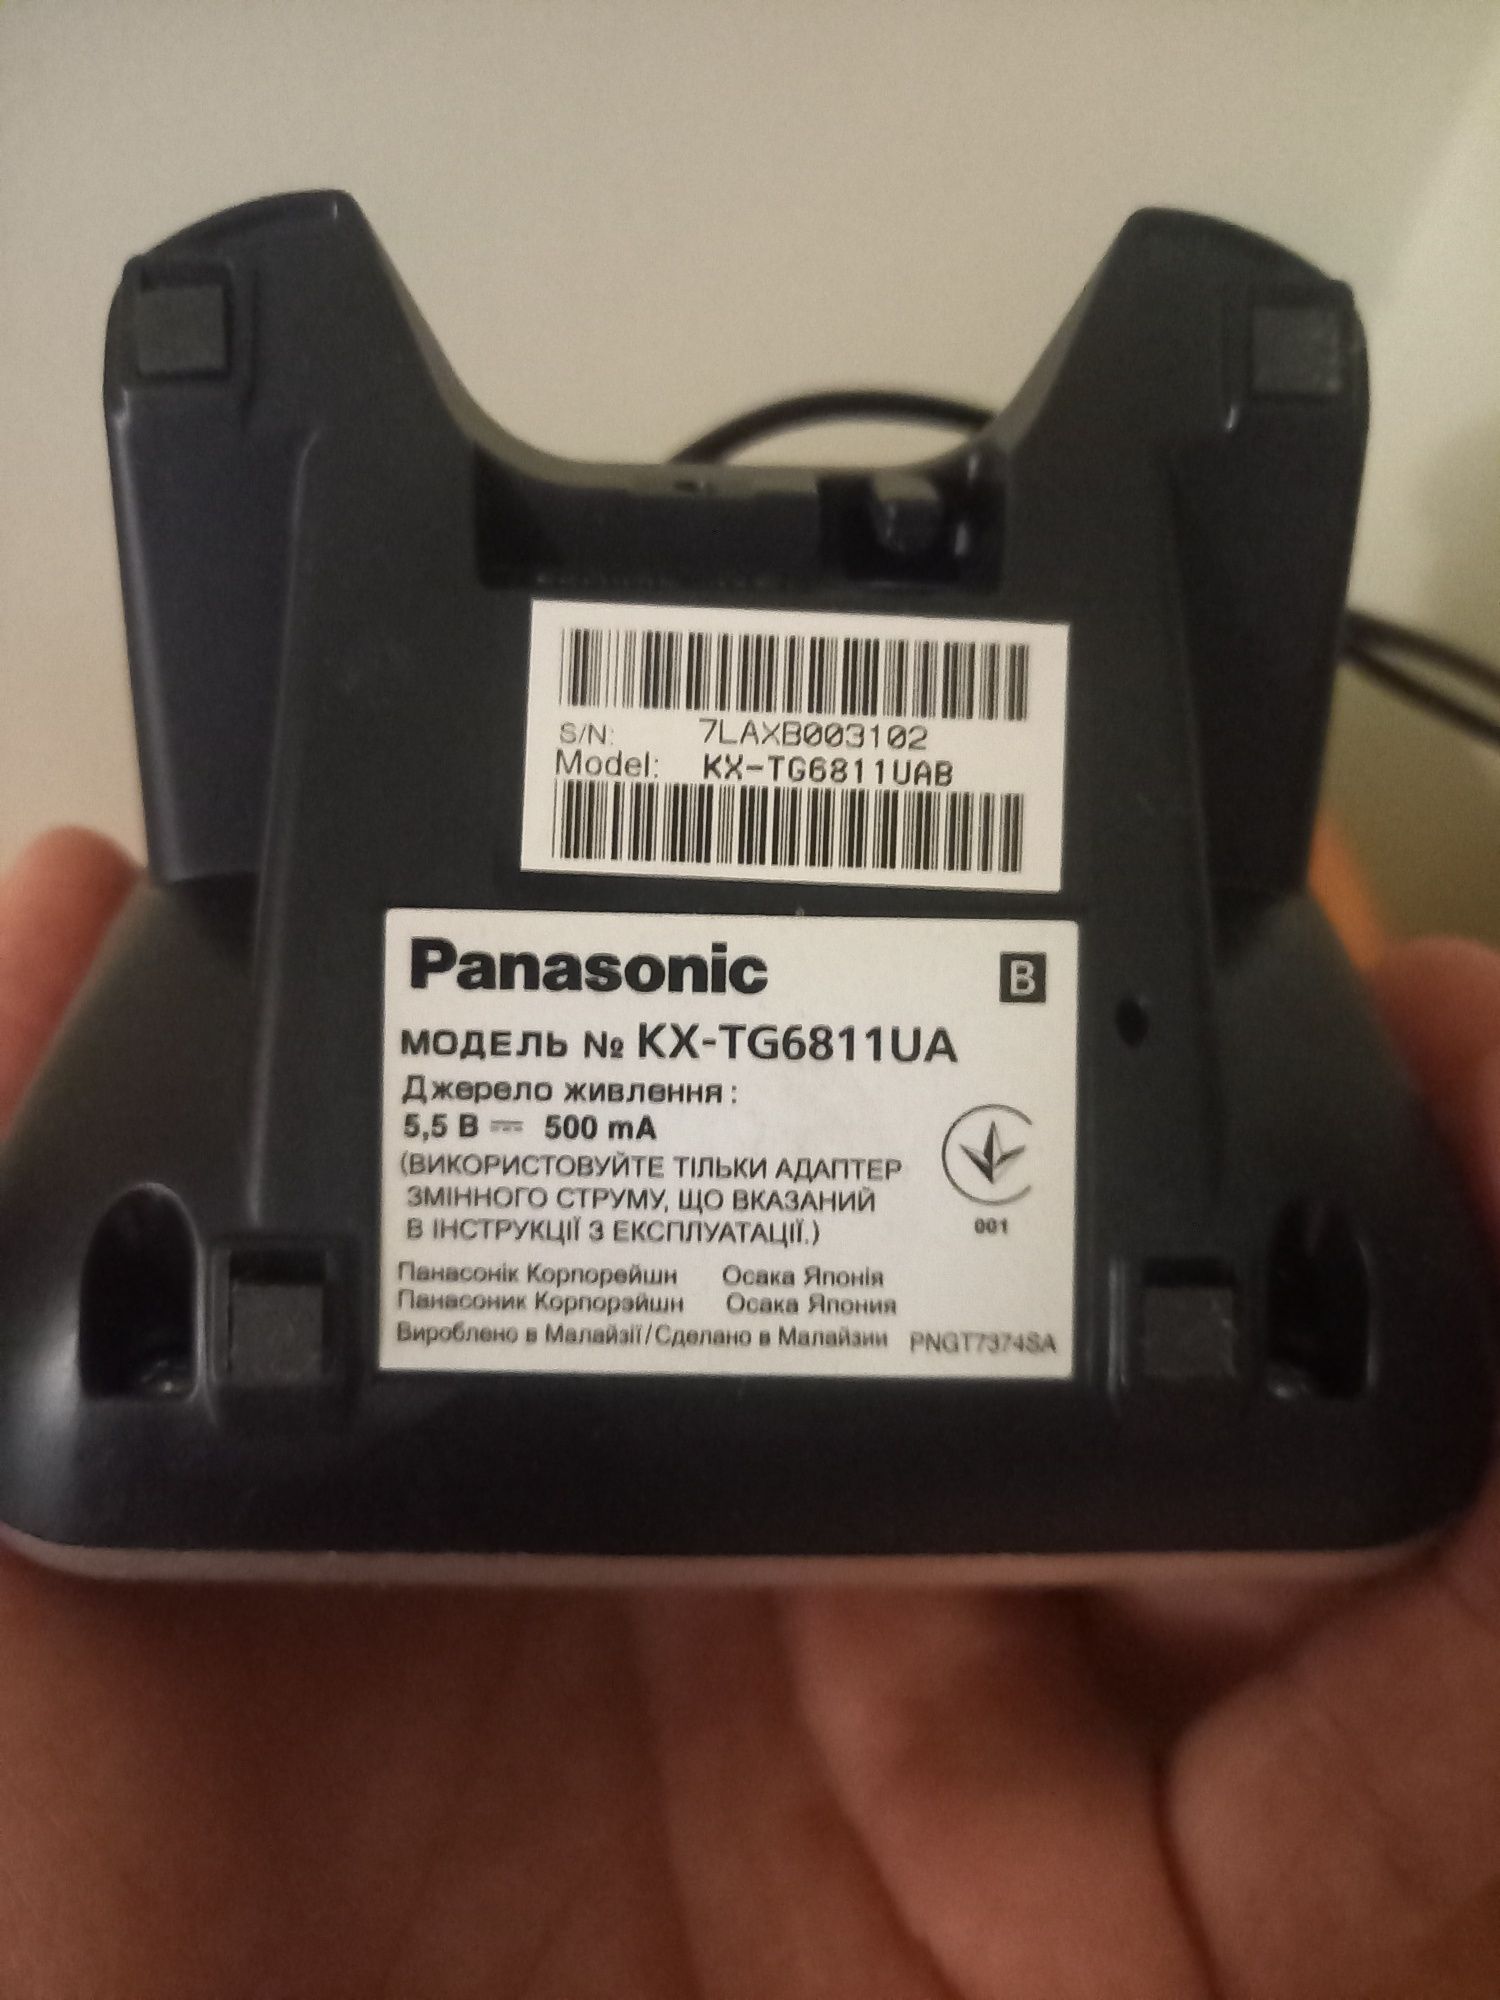 S/N: 7LAXB003102
Model: KX-TG6811UAB
Panasonic B
МОДЕЛЬ № KX-TG6811UA
Джерело живлення :
5,5 В ⎓ 500 mA
(ВИКОРИСТОВУЙТЕ ТІЛЬКИ АДАПТЕР
ЗМІННОГО СТРУМУ, ЩО ВКАЗАНИЙ
В ІНСТРУКЦІЇ З ЕКСПЛУАТАЦІЇ.)
001
Панасонік Корпорейшн Осака Японія
Панасоник Корпорэйшн Осака Япония
Вироблено в Малайзії/Сделано в Малайзии PNGT7374SA